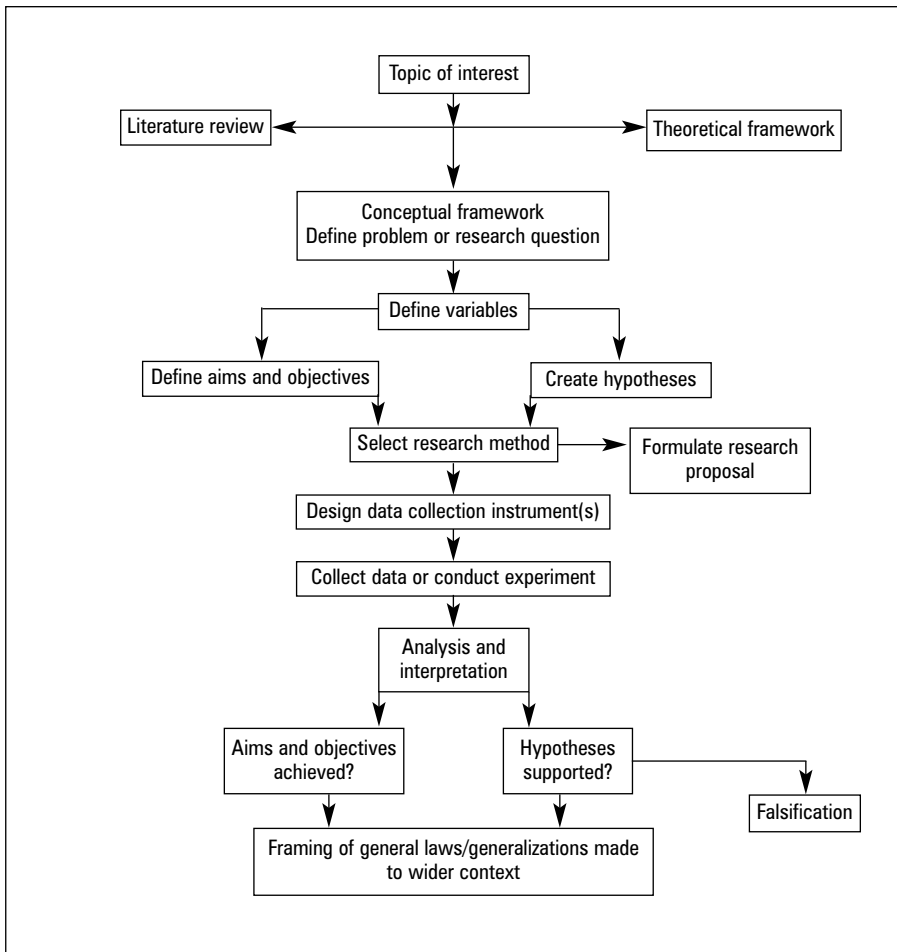 Topic of interest
Literature review
Theoretical framework
Conceptual framework
Define problem or research question
Define variables
Define aims and objectives
Create hypotheses
Select research method
Formulate research
proposal
Design data collection instrument(s)
Collect data or conduct experiment
Analysis and
interpretation
Aims and objectives
achieved?
Hypotheses
supported?
Falsification
Framing of general laws/generalizations made
to wider context